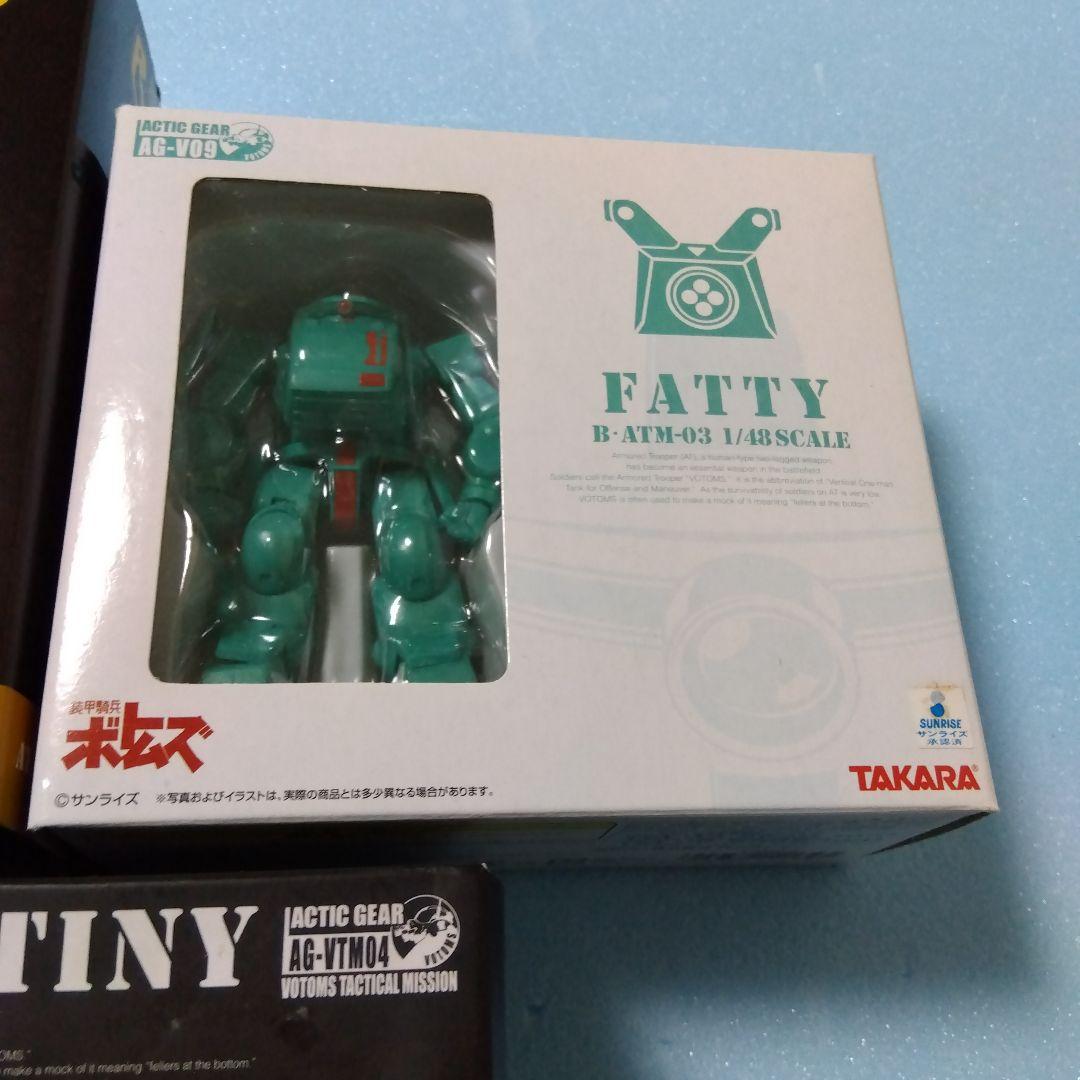 ACTIC GEAR
AG-V09
VOTOMS
FATTY
B·ATM-03 1/48 SCALE
Armored Trooper (AT), a human-type two-legged weapon,
has become an essential weapon in the battlefield.
Soldiers call the Armored Trooper "VOTOMS." It is the abbreviation of "Vertical One-man
Tank for Offense and Maneuver." As the survivability of soldiers on AT is very low,
VOTOMS is often used to make a mock of it meaning "fellers at the bottom."
装甲騎兵
ボトムズ
SUNRISE
サンライズ
承認済
TAKARA®
©サンライズ ※写真およびイラストは、実際の商品とは多少異なる場合があります。
TINY
ACTIC GEAR
AG-VTM04
VOTOMS
VOTOMS TACTICAL MISSION
OMS."
make a mock of it meaning "fellers at the bottom."